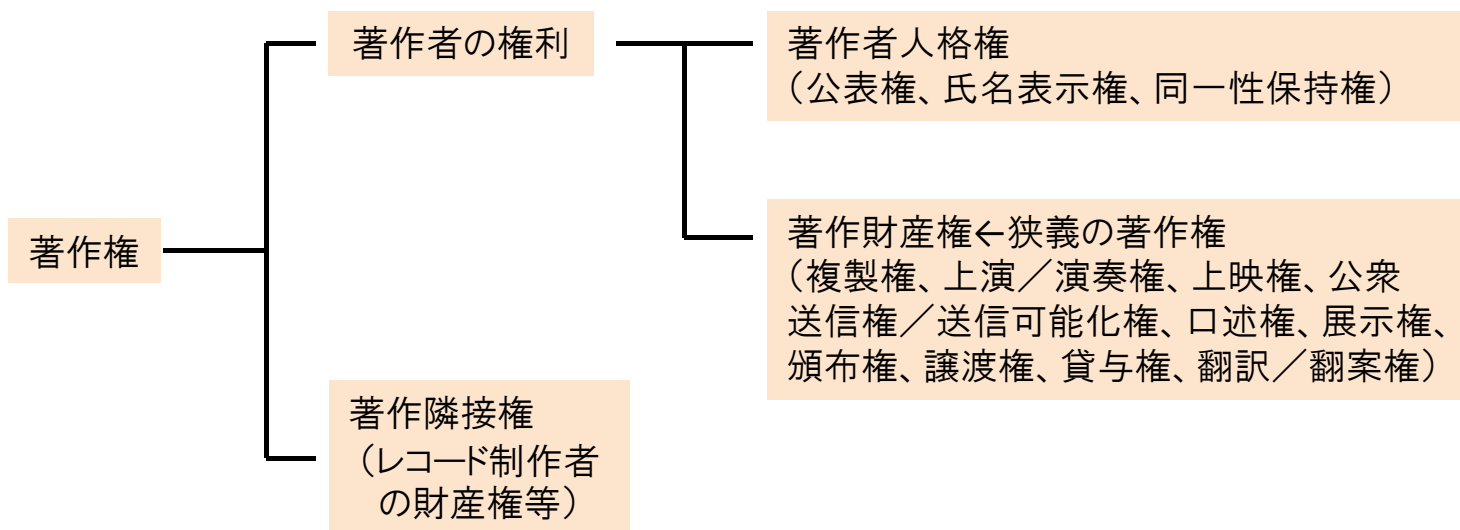 著作権
著作者の権利
著作者人格権
（公表権、氏名表示権、同一性保持権）
著作財産権←狭義の著作権
（複製権、上演／演奏権、上映権、公衆
送信権／送信可能化権、口述権、展示権、
頒布権、譲渡権、貸与権、翻訳／翻案権）
著作隣接権
（レコード制作者
の財産権等）